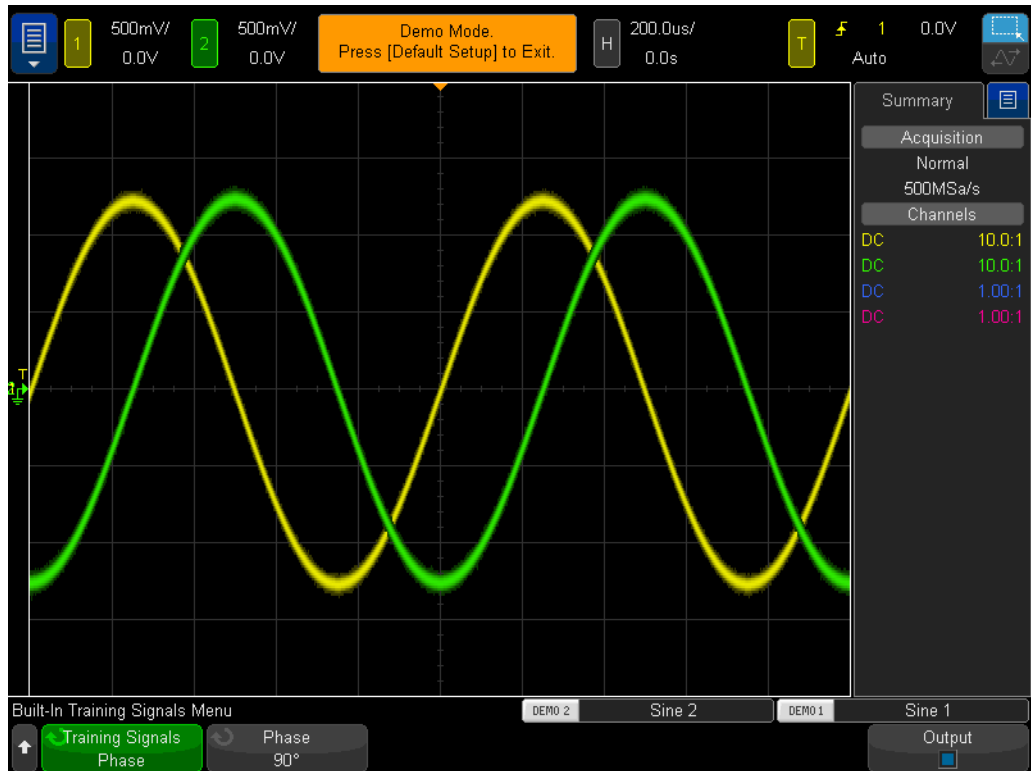 1 500mV/ 2 500mV/ Demo Mode. H 200.0us/ T 1 0.0V
0.0V 0.0V Press [Default Setup] to Exit. 0.0s Auto
Summary
Acquisition
Normal
500MSa/s
Channels
DC 10.0:1
DC 10.0:1
DC 1.00:1
DC 1.00:1
T
Built-In Training Signals Menu DEMO 2 Sine 2 DEMO 1 Sine 1
Training Signals Phase Output
Phase 90°